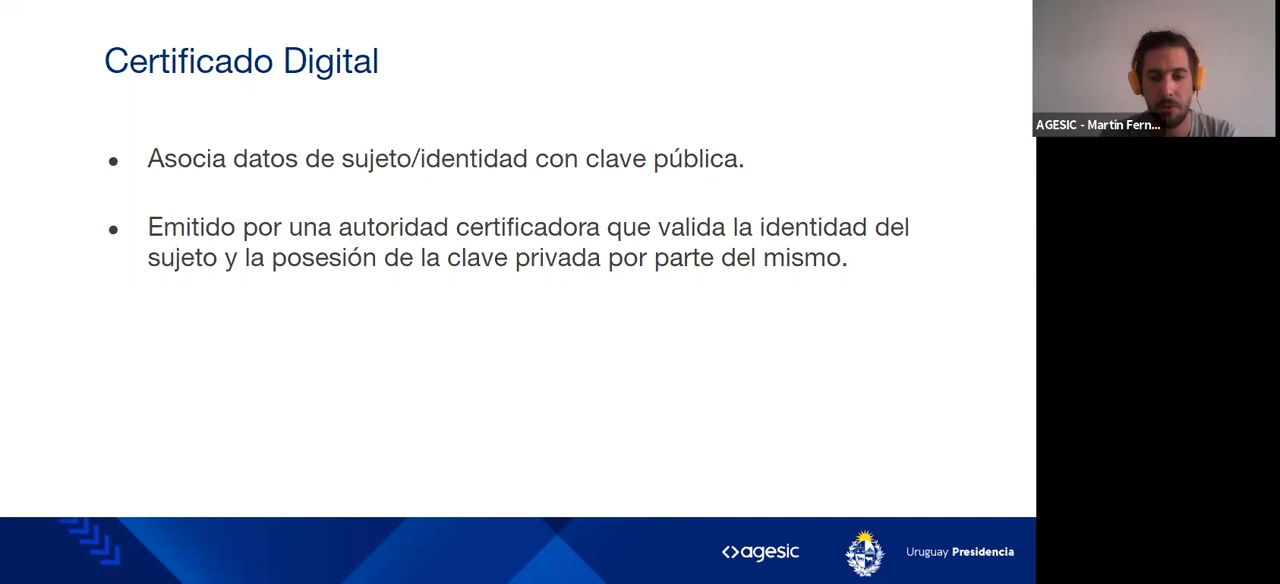 Certificado Digital
AGESIC - Martin Fern...
• Asocia datos de sujeto/identidad con clave pública.
• Emitido por una autoridad certificadora que valida la identidad del
sujeto y la posesión de la clave privada por parte del mismo.
<>agesic
Uruguay Presidencia